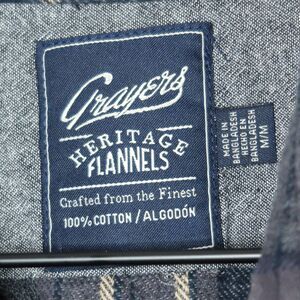 Grayers
HERITAGE
FLANNELS
Crafted from the Finest
100% COTTON / ALGODÓN
MADE IN
BANGLADESH
HECHO EN
BANGLADESH
M/M